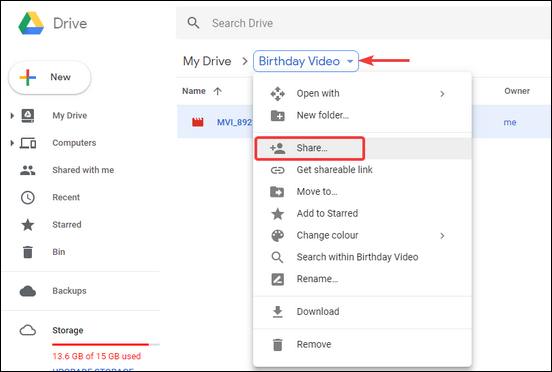 Drive
Search Drive
New
My Drive > Birthday Video
Name
Owner
MVI_892
me
My Drive
Computers
Shared with me
Recent
Starred
Bin
Backups
Storage
13.6 GB of 15 GB used
UPGRADE STORAGE
Open with
New folder...
Share...
Get shareable link
Move to...
Add to Starred
Change colour
Search within Birthday Video
Rename...
Download
Remove